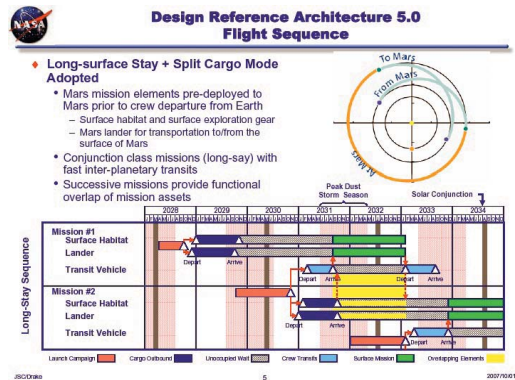 NASA
Design Reference Architecture 5.0
Flight Sequence
Long-surface Stay + Split Cargo Mode
Adopted
Mars mission elements pre-deployed to
Mars prior to crew departure from Earth
– Surface habitat and surface exploration gear
– Mars lander for transportation to/from the
surface of Mars
Conjunction class missions (long-say) with
fast inter-planetary transits
Successive missions provide functional
overlap of mission assets
To Mars
From Mars
At Mars
Peak Dust
Storm Season
Solar Conjunction
2028 2029 2030 2031 2032 2033 2034
Long-Stay Sequence
Mission #1
Surface Habitat
Lander
Depart Arrive
Transit Vehicle
Depart Arrive Depart Arrive
Mission #2
Surface Habitat
Lander
Depart Arrive
Transit Vehicle
Depart Arrive
Launch Campaign Cargo Outbound Unoccupied Wait Crew Transits Surface Mission Overlapping Elements
JSC/Drake
5
2007/10/01